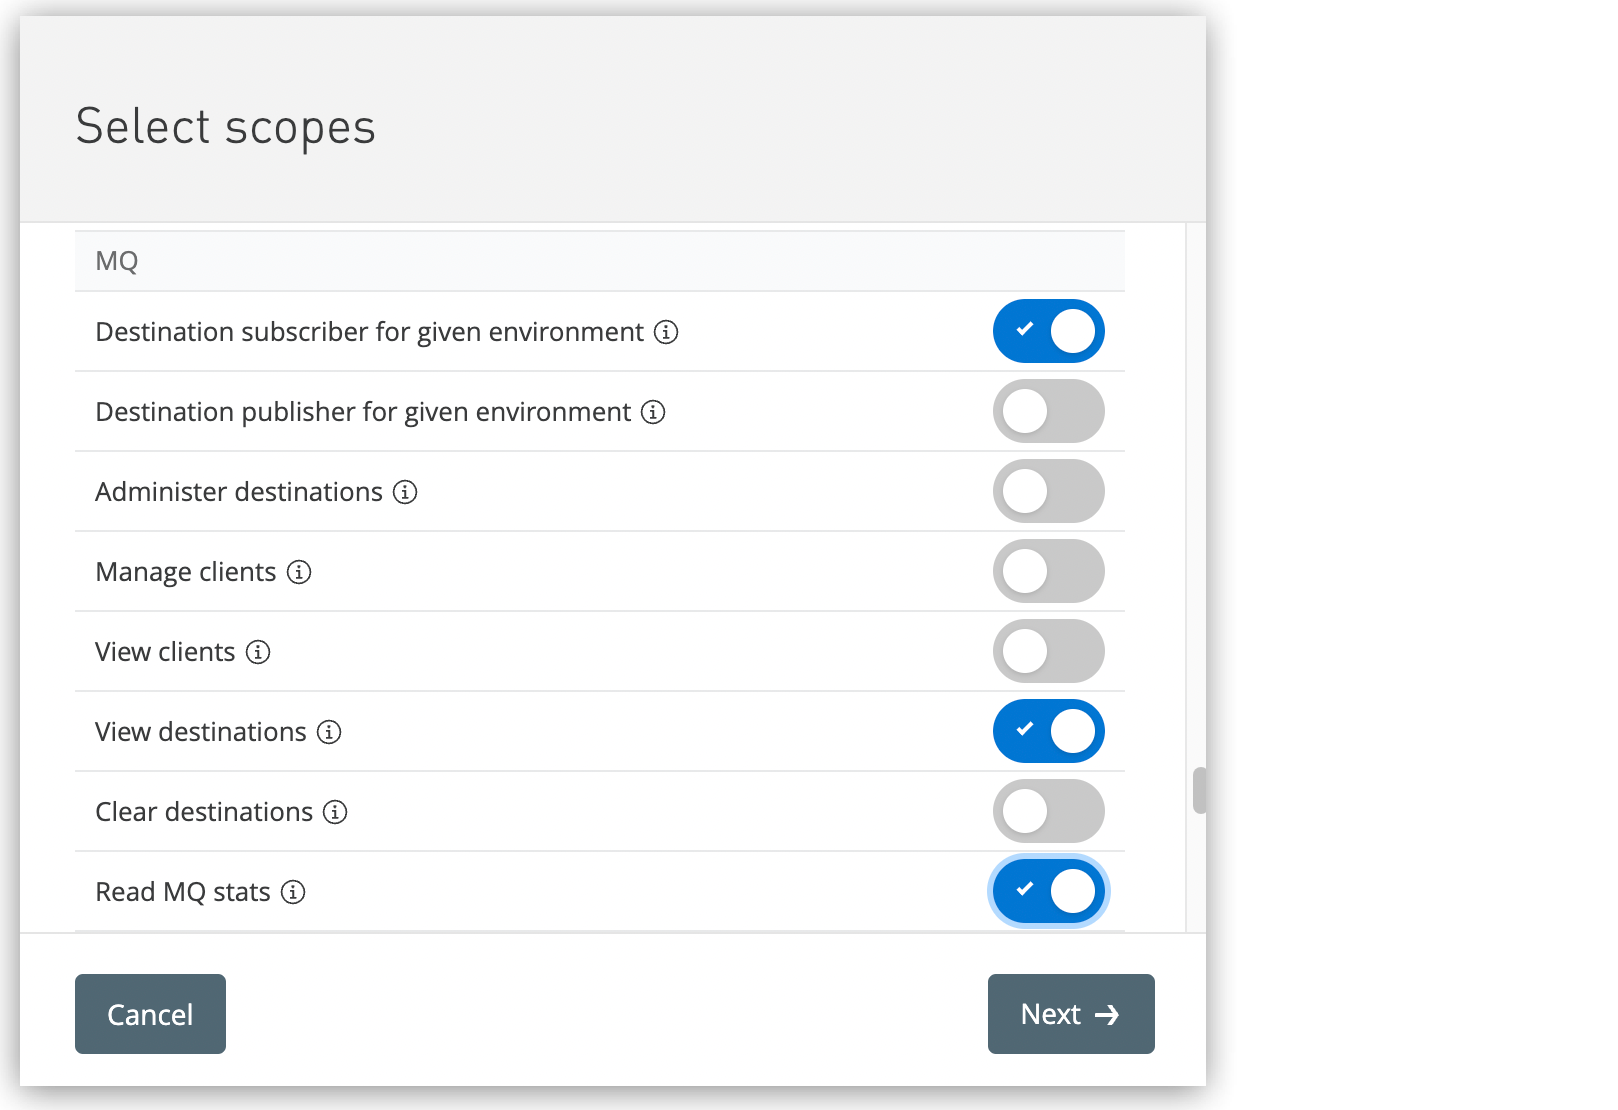 Select scopes
MQ
Destination subscriber for given environment
Destination publisher for given environment
Administer destinations
Manage clients
View clients
View destinations
Clear destinations
Read MQ stats
Cancel
Next →